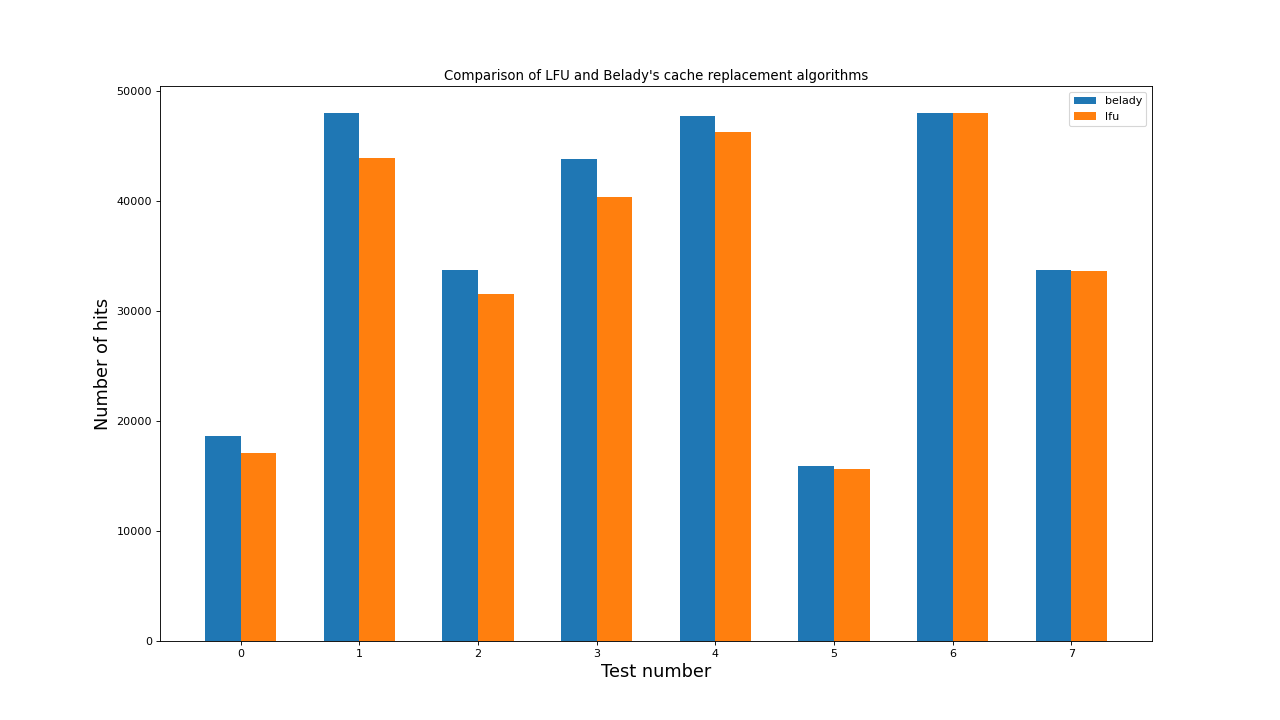 Comparison of LFU and Belady's cache replacement algorithms
belady
lfu
50000
40000
30000
20000
10000
0
Number of hits
0 1 2 3 4 5 6 7
Test number